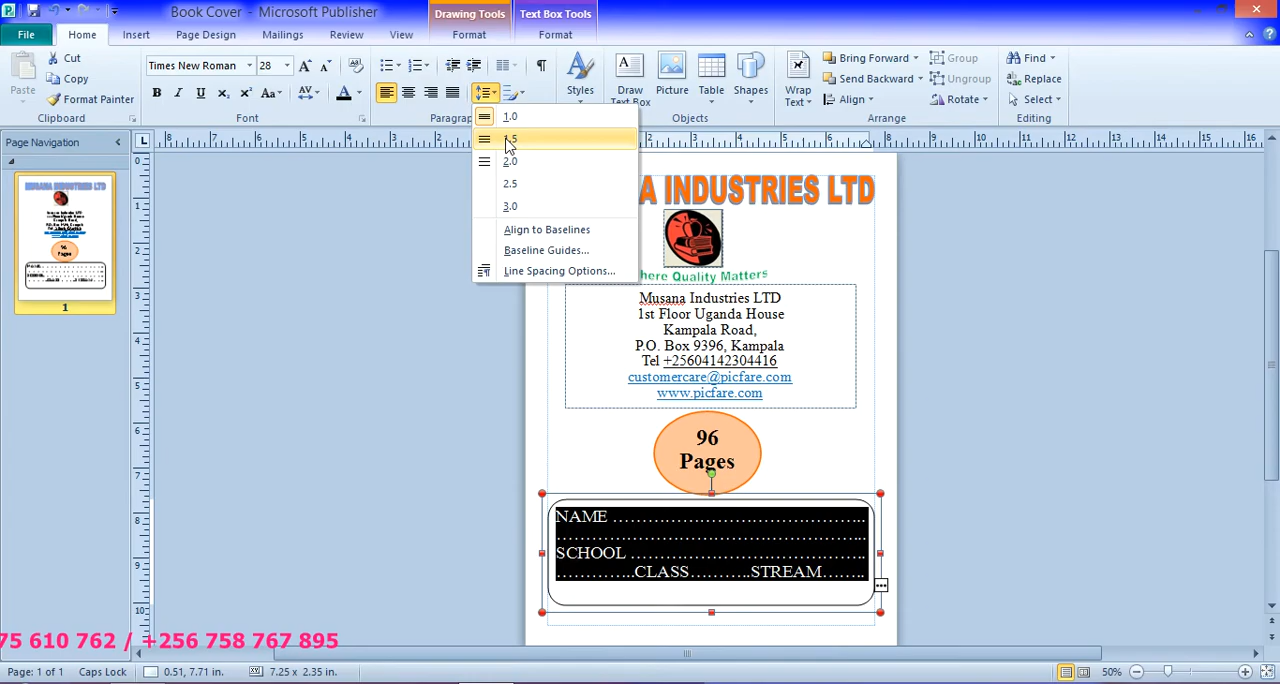 Book Cover - Microsoft Publisher
Drawing Tools
Text Box Tools
File
Home
Insert
Page Design
Mailings
Review
View
Format
Format
Paste
Cut
Copy
Format Painter
Clipboard
Times New Roman
28
B I U
Aa
AV
A
Font
Paragraph
Styles
Draw
Text Box
Picture
Table
Shapes
Objects
Wrap
Text
Bring Forward
Send Backward
Align
Group
Ungroup
Rotate
Arrange
Find
Replace
Select
Editing
1.0
1.5
2.0
2.5
3.0
Align to Baselines
Baseline Guides...
Line Spacing Options...
Page Navigation
1
INDUSTRIES LTD
here Quality Matters
Musana Industries LTD
1st Floor Uganda House
Kampala Road,
P.O. Box 9396, Kampala
Tel +25604142304416
customercare@picfare.com
www.picfare.com
96
Pages
NAME ……………………………………..
……………………………………………...
SCHOOL ………………………………….
…………..CLASS………..STREAM……..
75 610 762 / +256 758 767 895
Page: 1 of 1
Caps Lock
0.51, 7.71 in.
7.25 x 2.35 in.
50%